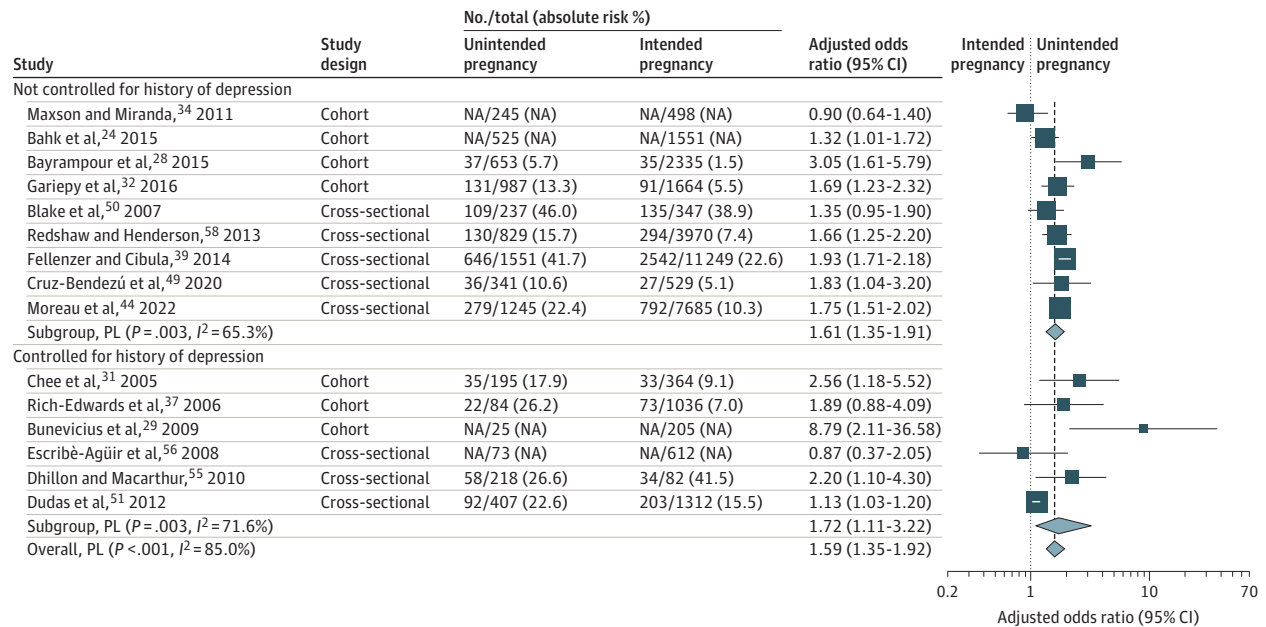 No./total (absolute risk %)
Study Study design Unintended pregnancy Intended pregnancy Adjusted odds ratio (95% CI) Intended pregnancy Unintended pregnancy
Not controlled for history of depression
Maxson and Miranda,34 2011 Cohort NA/245 (NA) NA/498 (NA) 0.90 (0.64-1.40)
Bahk et al,24 2015 Cohort NA/525 (NA) NA/1551 (NA) 1.32 (1.01-1.72)
Bayrampour et al,28 2015 Cohort 37/653 (5.7) 35/2335 (1.5) 3.05 (1.61-5.79)
Gariepy et al,32 2016 Cohort 131/987 (13.3) 91/1664 (5.5) 1.69 (1.23-2.32)
Blake et al,50 2007 Cross-sectional 109/237 (46.0) 135/347 (38.9) 1.35 (0.95-1.90)
Redshaw and Henderson,58 2013 Cross-sectional 130/829 (15.7) 294/3970 (7.4) 1.66 (1.25-2.20)
Fellenzer and Cibula,39 2014 Cross-sectional 646/1551 (41.7) 2542/11249 (22.6) 1.93 (1.71-2.18)
Cruz-Bendezú et al,49 2020 Cross-sectional 36/341 (10.6) 27/529 (5.1) 1.83 (1.04-3.20)
Moreau et al,44 2022 Cross-sectional 279/1245 (22.4) 792/7685 (10.3) 1.75 (1.51-2.02)
Subgroup, PL (P = .003, I2 = 65.3%) 1.61 (1.35-1.91)
Controlled for history of depression
Chee et al,31 2005 Cohort 35/195 (17.9) 33/364 (9.1) 2.56 (1.18-5.52)
Rich-Edwards et al,37 2006 Cohort 22/84 (26.2) 73/1036 (7.0) 1.89 (0.88-4.09)
Bunevicius et al,29 2009 Cohort NA/25 (NA) NA/205 (NA) 8.79 (2.11-36.58)
Escribè-Agüir et al,56 2008 Cross-sectional NA/73 (NA) NA/612 (NA) 0.87 (0.37-2.05)
Dhillon and Macarthur,55 2010 Cross-sectional 58/218 (26.6) 34/82 (41.5) 2.20 (1.10-4.30)
Dudas et al,51 2012 Cross-sectional 92/407 (22.6) 203/1312 (15.5) 1.13 (1.03-1.20)
Subgroup, PL (P = .003, I2 = 71.6%) 1.72 (1.11-3.22)
Overall, PL (P <.001, I2 = 85.0%) 1.59 (1.35-1.92)
0.2 1 10 70
Adjusted odds ratio (95% CI)